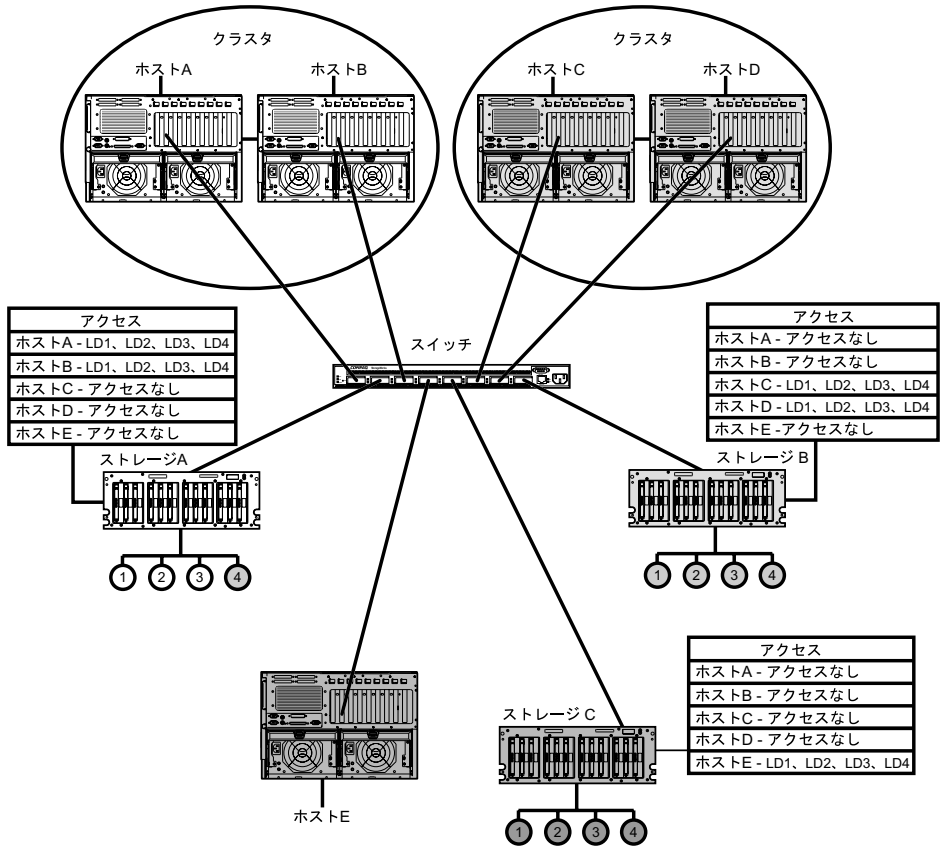 クラスタ
クラスタ
ホストA
ホストB
ホストC
ホストD
アクセス
ホストA - LD1、LD2、LD3、LD4
ホストB - LD1、LD2、LD3、LD4
ホストC - アクセスなし
ホストD - アクセスなし
ホストE - アクセスなし
スイッチ
COMPAQ
アクセス
ホストA - アクセスなし
ホストB - アクセスなし
ホストC - LD1、LD2、LD3、LD4
ホストD - LD1、LD2、LD3、LD4
ホストE -アクセスなし
ストレージA
ストレージ B
1 2 3 4
1 2 3 4
ストレージ C
アクセス
ホストA - アクセスなし
ホストB - アクセスなし
ホストC - アクセスなし
ホストD - アクセスなし
ホストE - LD1、LD2、LD3、LD4
ホストE
1 2 3 4